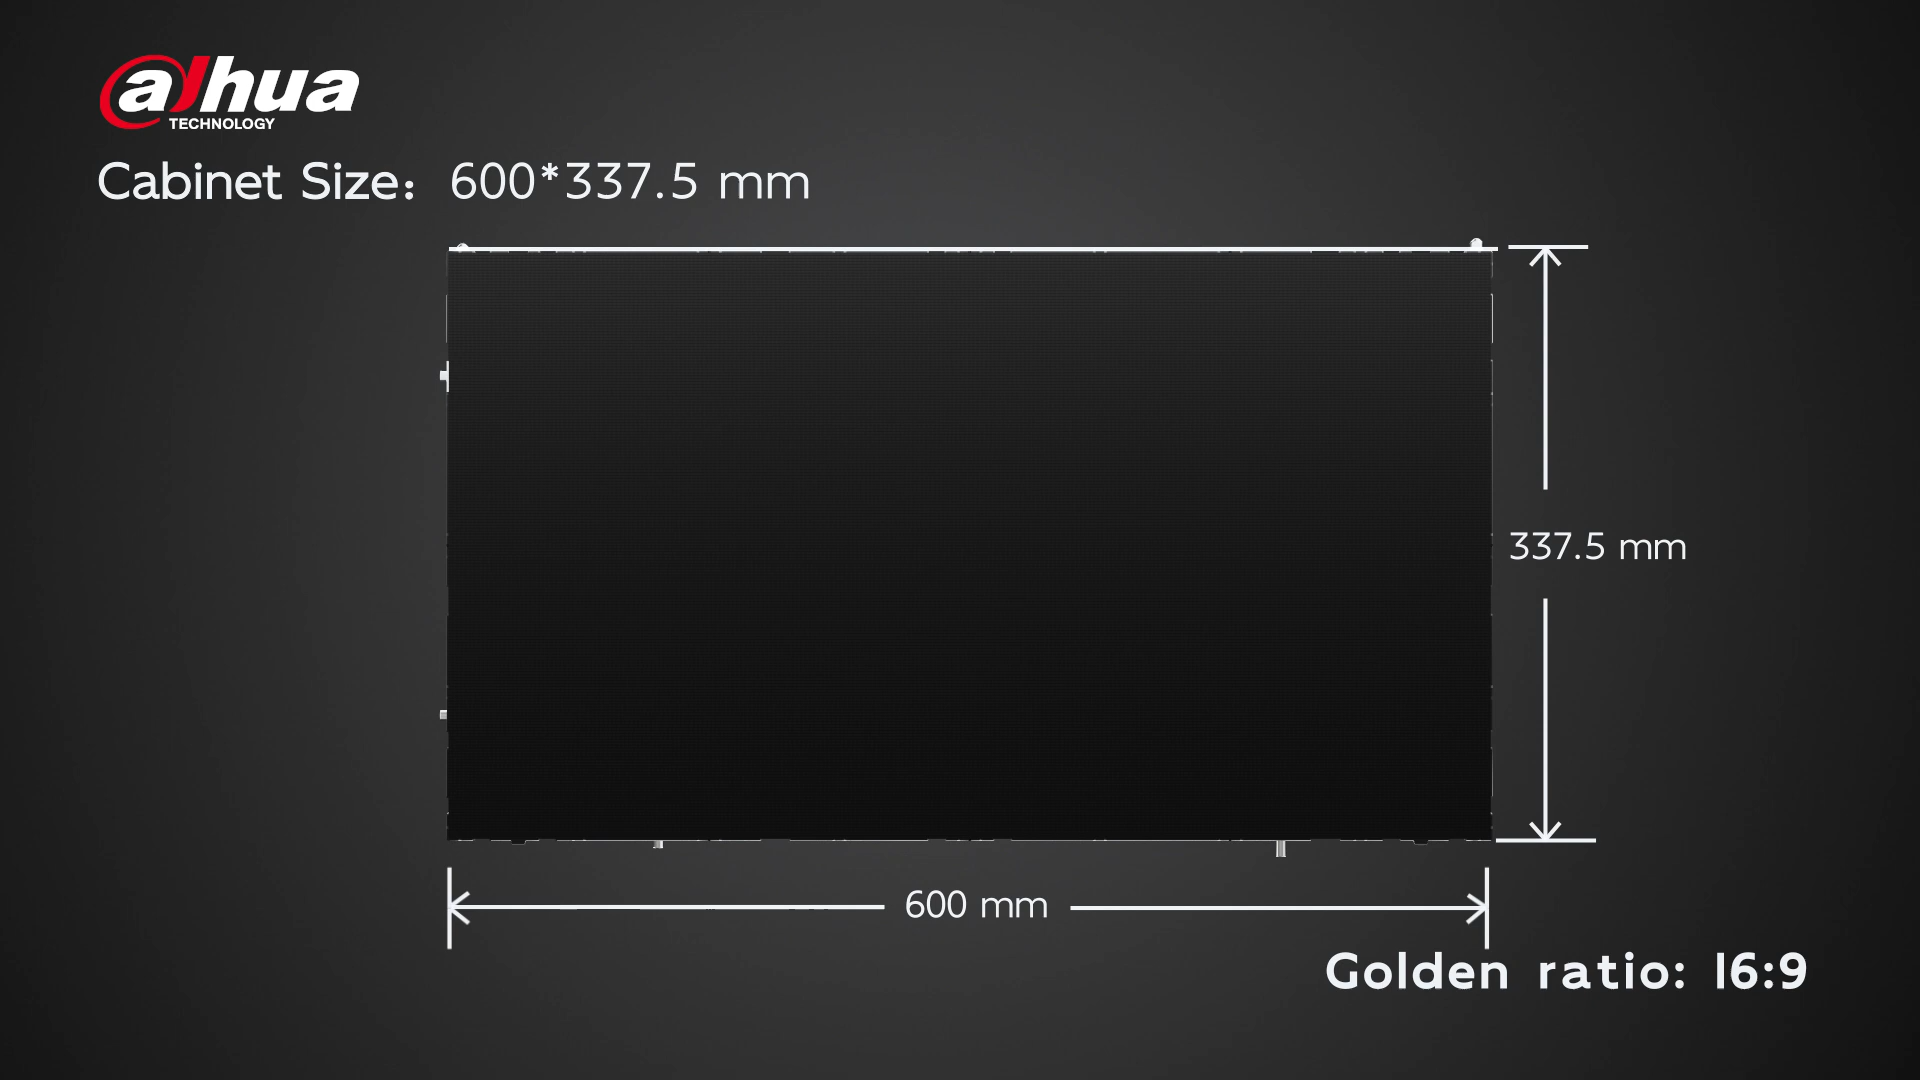 alhua
TECHNOLOGY
Cabinet Size: 600*337.5 mm
337.5 mm
600 mm
Golden ratio: 16:9